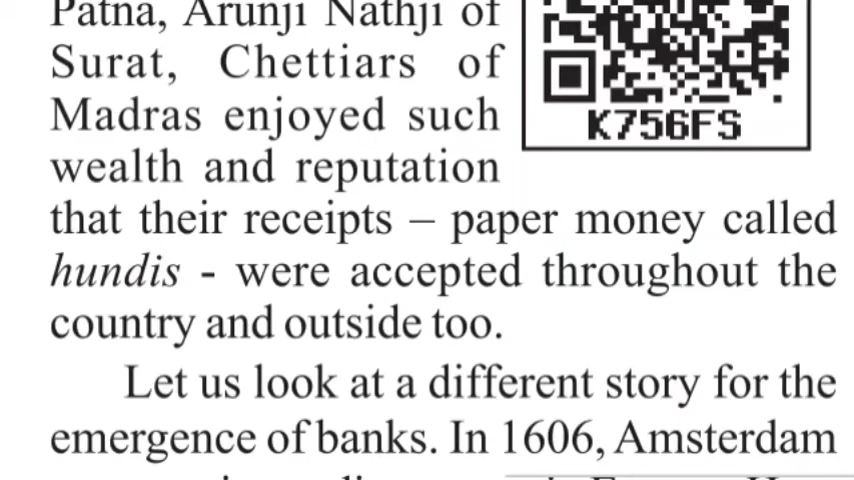 Patna, Arunji Nathji of
Surat, Chettiars of
Madras enjoyed such
wealth and reputation
K756FS
that their receipts – paper money called
hundis - were accepted throughout the
country and outside too.
Let us look at a different story for the
emergence of banks. In 1606, Amsterdam